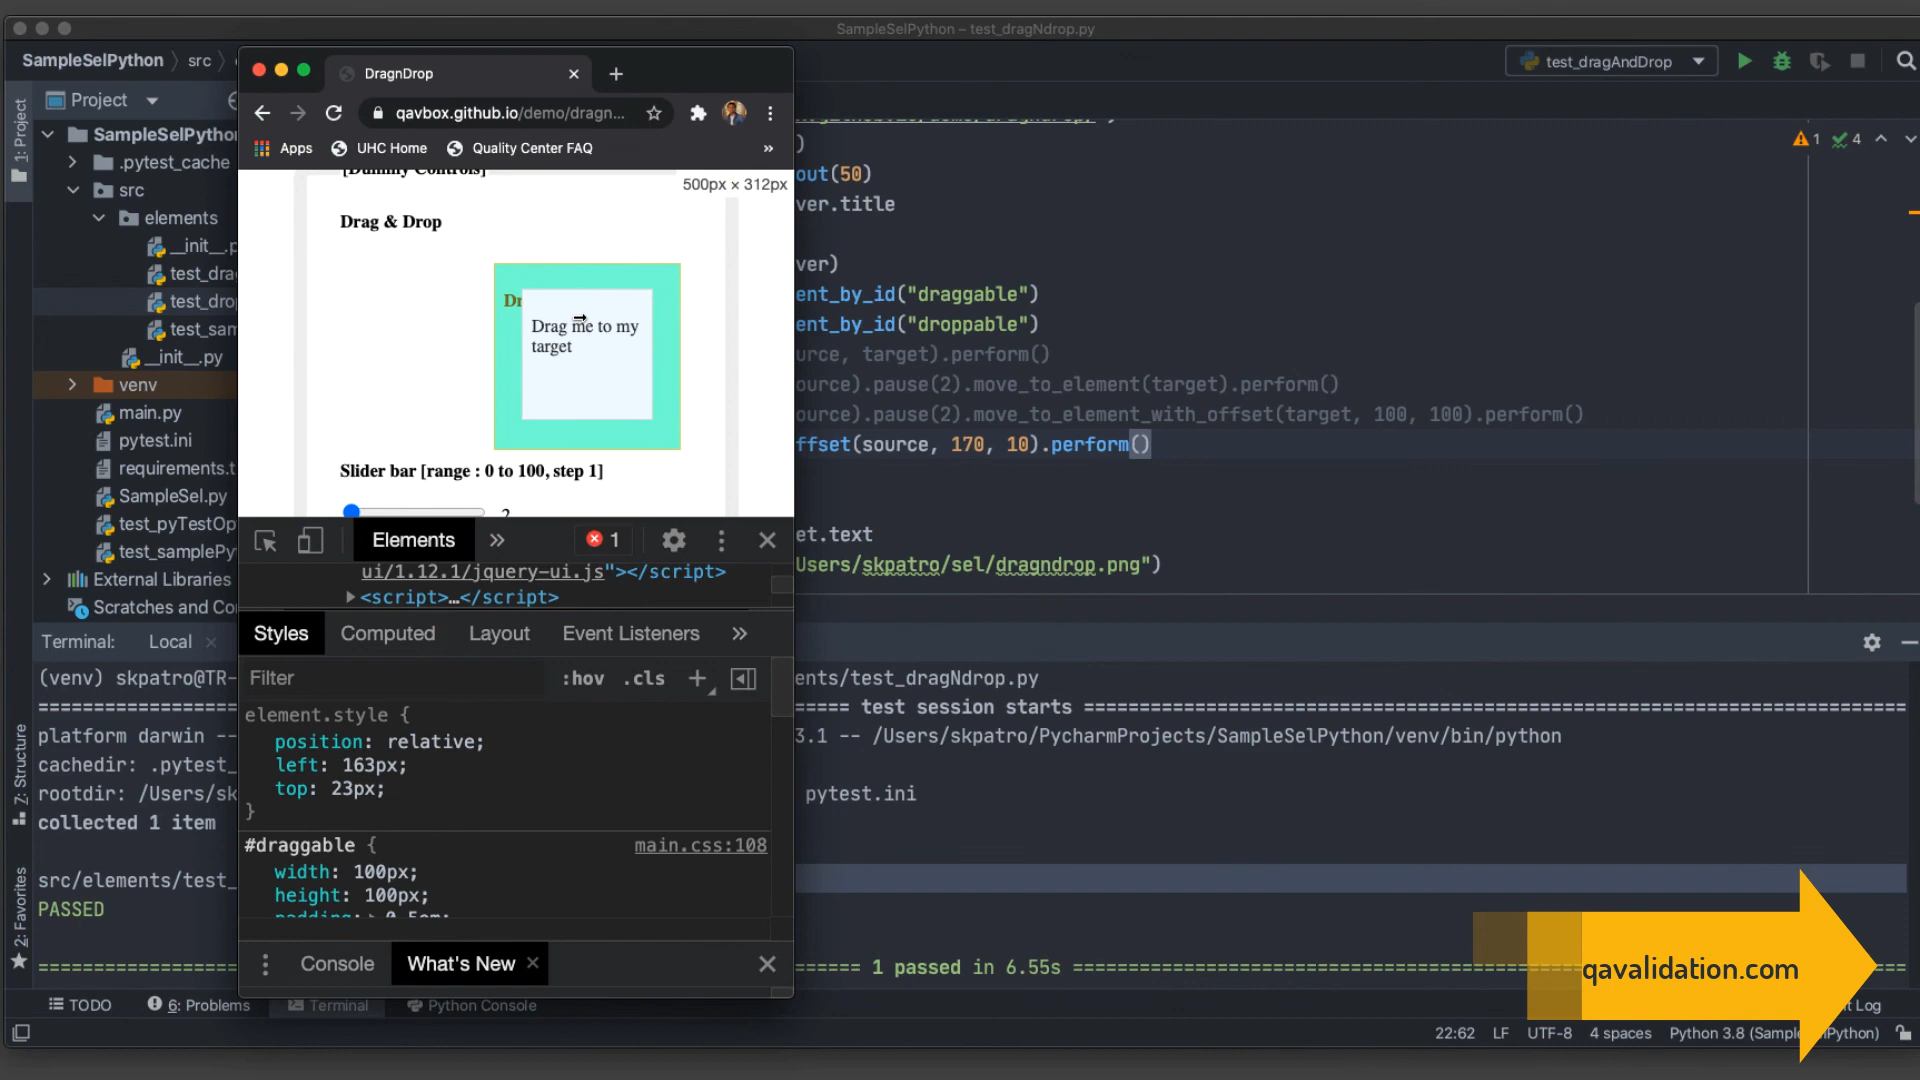 SampleSelPython – test_dragNdrop.py
SampleSelPython
src
test_dragAndDrop
1: Project
Project
SampleSelPython
.pytest_cache
src
elements
__init__.p
test_drag
test_drop
test_sam
__init__.py
venv
main.py
pytest.ini
requirements.t
SampleSel.py
test_pyTestOp
test_samplePy
External Libraries
Scratches and Co
DragnDrop
qavbox.github.io/demo/dragn...
Apps
UHC Home
Quality Center FAQ
»
[Dummy Controls]
500px × 312px
Drag & Drop
Dr
Drag me to my
target
Slider bar [range : 0 to 100, step 1]
2
Elements
»
1
ui/1.12.1/jquery-ui.js"></script>
<script>…</script>
Styles
Computed
Layout
Event Listeners
»
Filter
:hov
.cls
element.style {
position: relative;
left: 163px;
top: 23px;
}
#draggable {
main.css:108
width: 100px;
height: 100px;
padding: 0.5em;
Console
What's New
1
4
)
out(50)
ver.title
ver)
ent_by_id("draggable")
ent_by_id("droppable")
urce, target).perform()
ource).pause(2).move_to_element(target).perform()
ource).pause(2).move_to_element_with_offset(target, 100, 100).perform()
ffset(source, 170, 10).perform()
et.text
Users/skpatro/sel/dragndrop.png")
Terminal:
Local
(venv) skpatro@TR-
ents/test_dragNdrop.py
test session starts
platform darwin --
3.1 -- /Users/skpatro/PycharmProjects/SampleSelPython/venv/bin/python
cachedir: .pytest_
rootdir: /Users/sk
pytest.ini
collected 1 item
src/elements/test_
PASSED
1 passed in 6.55s
qavalidation.com
Z: Structure
2: Favorites
TODO
6: Problems
Terminal
Python Console
t Log
22:62
LF
UTF-8
4 spaces
Python 3.8 (Sampl
lPython)